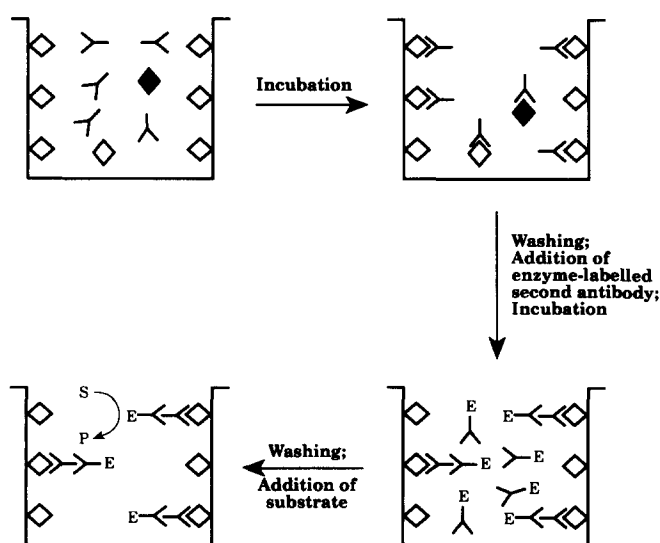 Incubation
Washing;
Addition of
enzyme-labelled
second antibody;
Incubation
E
E
E
E
E
E
E
Washing;
Addition of
substrate
S
E
P
E
E